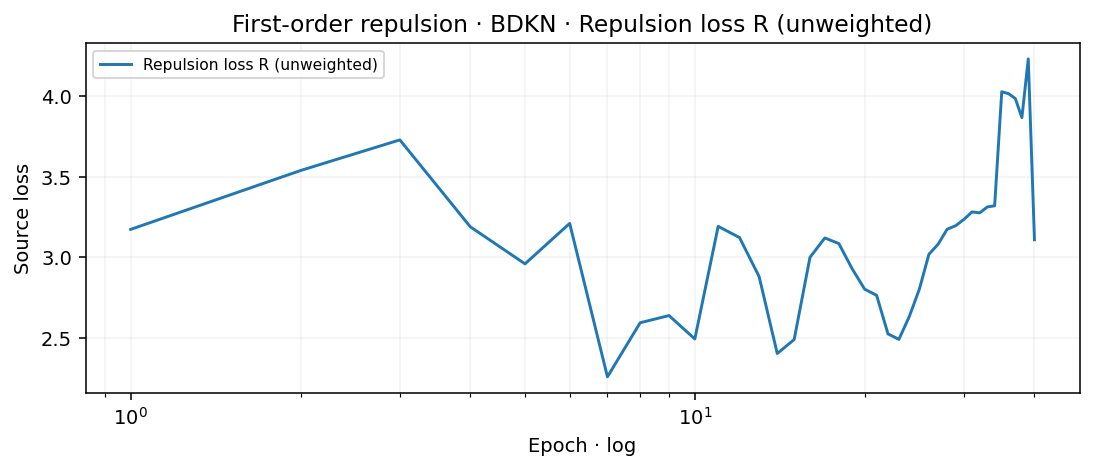 First-order repulsion · BDKN · Repulsion loss R (unweighted)
Repulsion loss R (unweighted)
Source loss
4.0
3.5
3.0
2.5
10⁰
10¹
Epoch · log